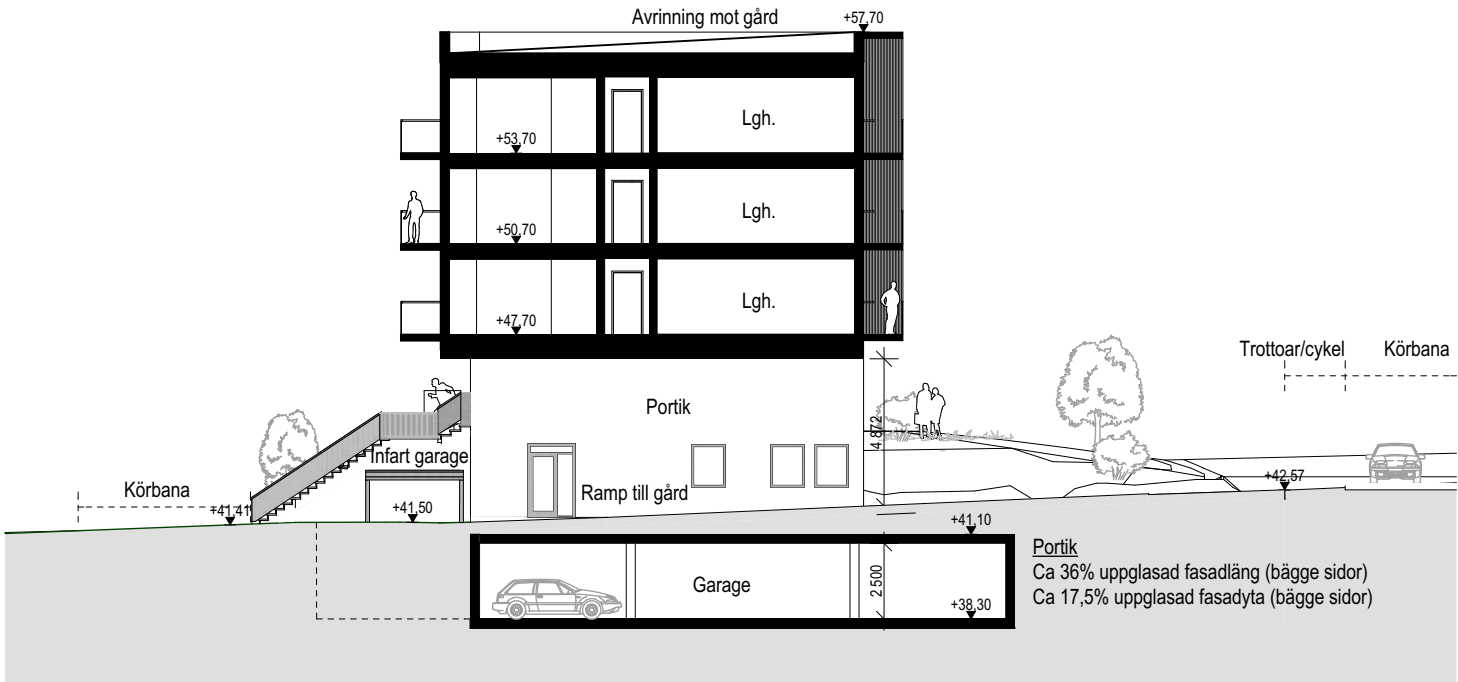 Avrinning mot gård
+57,70
+53,70
Lgh.
+50,70
Lgh.
+47,70
Lgh.
Trottoar/cykel
Körbana
Portik
4 872
Infart garage
Körbana
Ramp till gård
+42,57
+41,41
+41,50
+41,10
Garage
2 500
+38,30
Portik
Ca 36% uppglasad fasadläng (bägge sidor)
Ca 17,5% uppglasad fasadyta (bägge sidor)